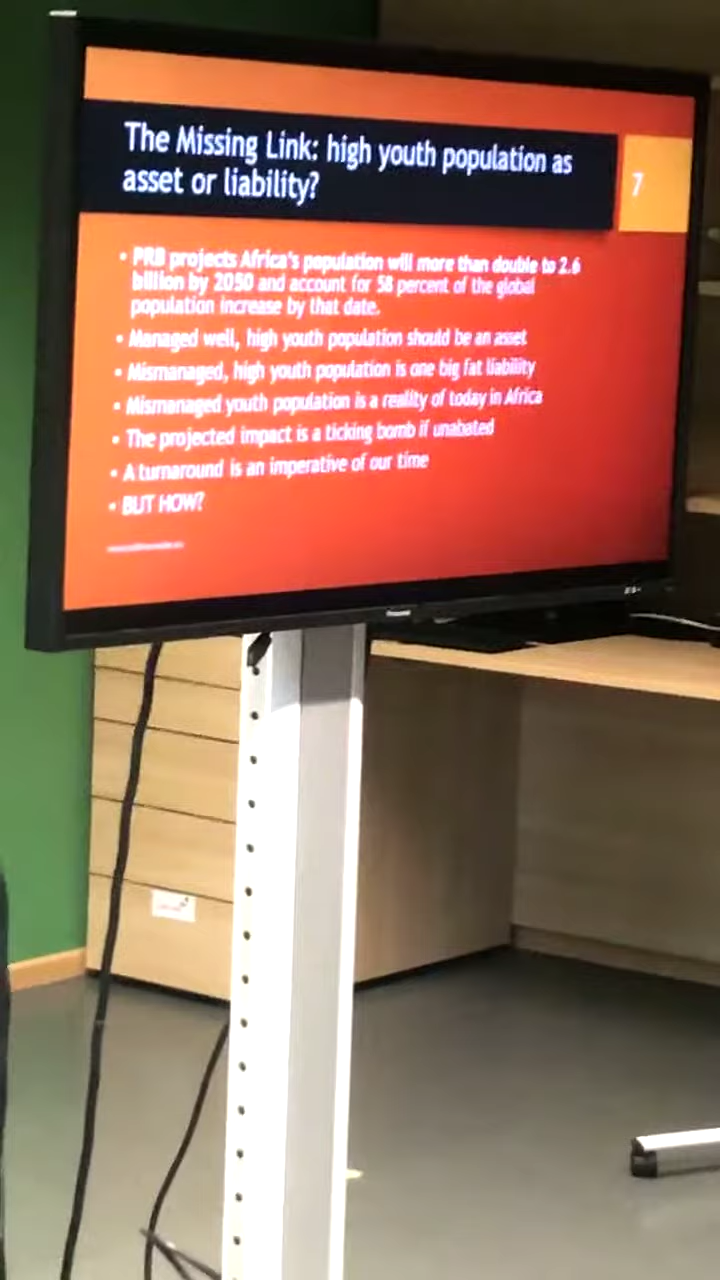 The Missing Link: high youth population as
asset or liability?
7
• PRB projects Africa's population will more than double to 2.6
billion by 2050 and account for 58 percent of the global
population increase by that date.
• Managed well, high youth population should be an asset
• Mismanaged, high youth population is one big fat liability
• Mismanaged youth population is a reality of today in Africa
• The projected impact is a ticking bomb if unabated
• A turnaround is an imperative of our time
• BUT HOW?